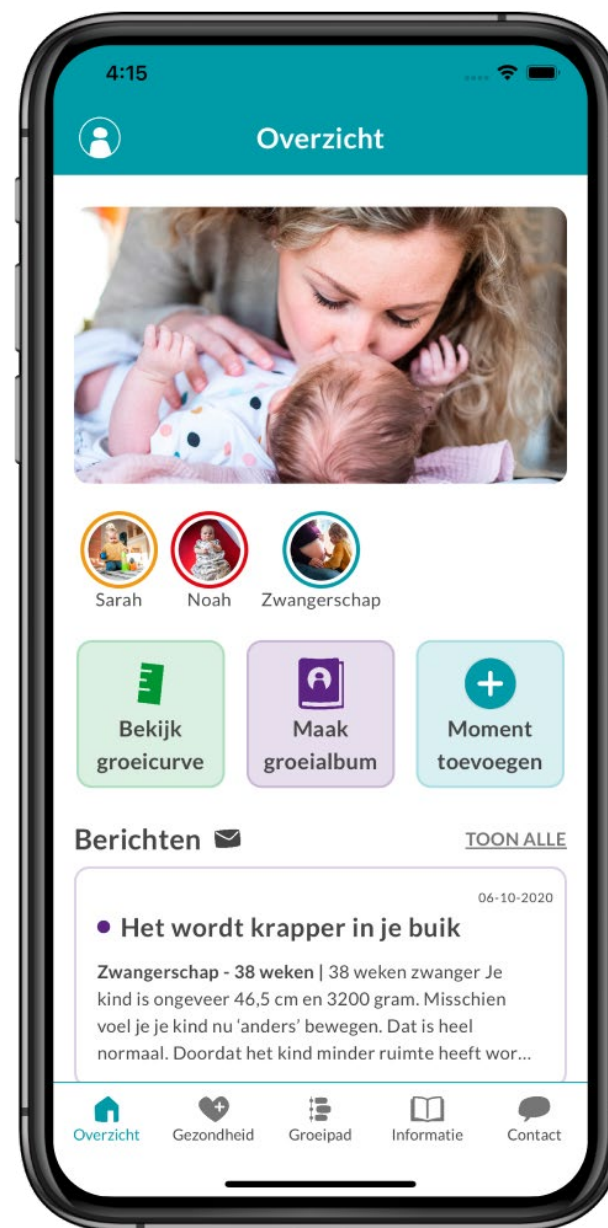 4:15
Overzicht
Sarah
Noah
Zwangerschap
Bekijk
groeicurve
Maak
groeialbum
Moment
toevoegen
Berichten
TOON ALLE
06-10-2020
Het wordt krapper in je buik
Zwangerschap - 38 weken | 38 weken zwanger Je
kind is ongeveer 46,5 cm en 3200 gram. Misschien
voel je je kind nu ‘anders’ bewegen. Dat is heel
normaal. Doordat het kind minder ruimte heeft wor...
Overzicht
Gezondheid
Groeipad
Informatie
Contact